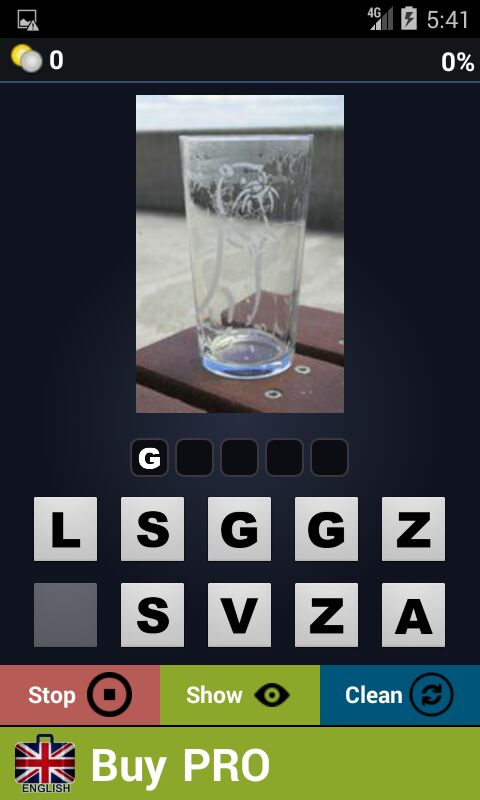 4G 5:41
0 0%
G
L S G G Z
S V Z A
Stop Show Clean
ENGLISH Buy PRO